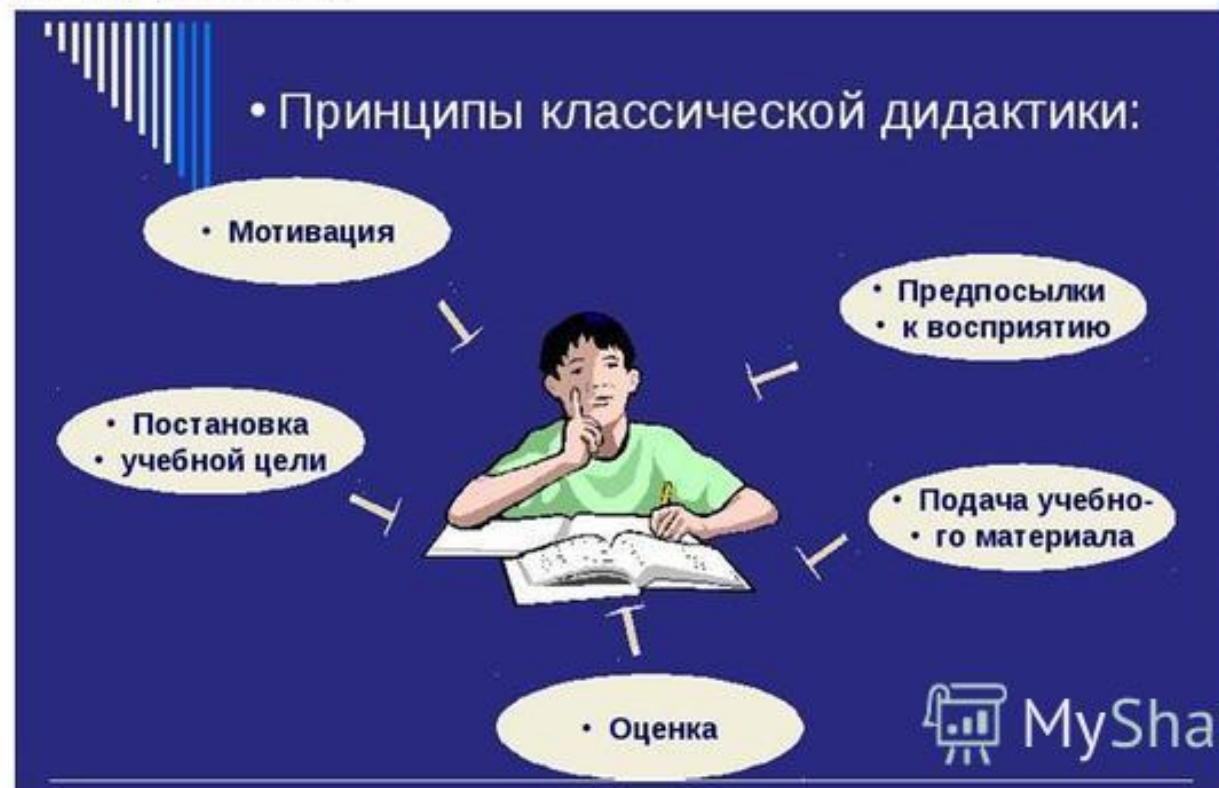 • Принципы классической дидактики:
• Мотивация
• Предпосылки
• к восприятию
• Постановка
• учебной цели
• Подача учебно-
• го материала
• Оценка
MySha